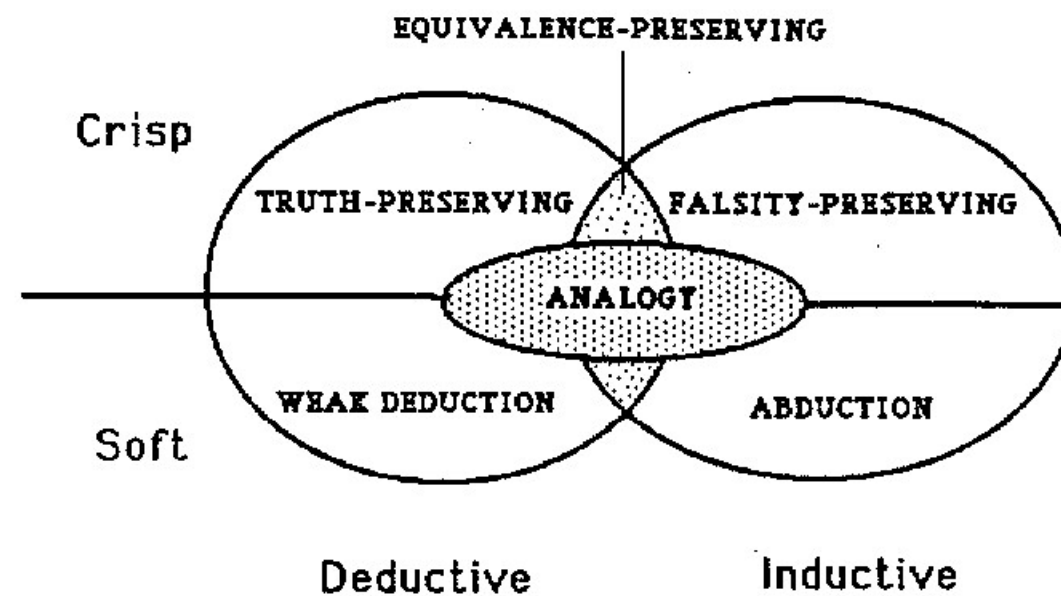 EQUIVALENCE-PRESERVING
Crisp
TRUTH-PRESERVING
FALSITY-PRESERVING
ANALOGY
WEAK DEDUCTION
ABDUCTION
Soft
Deductive
Inductive